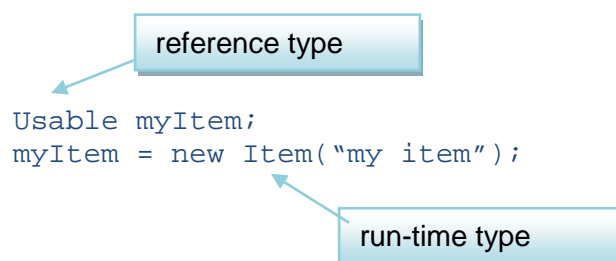 reference type
Usable myItem;
myItem = new Item(“my item”);
run-time type